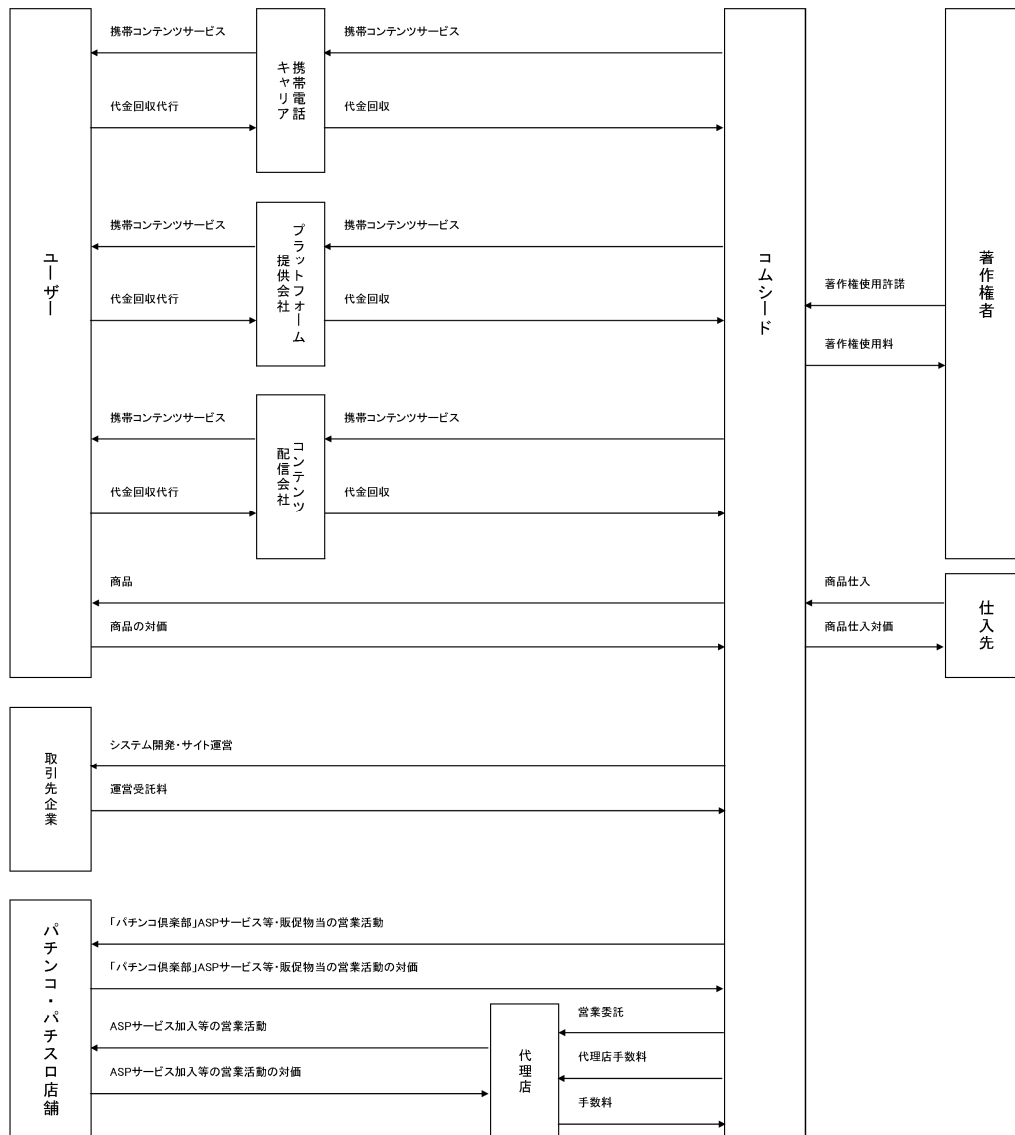 携帯コンテンツサービス
携帯コンテンツサービス
携帯電話
キャリア
代金回収代行
代金回収
携帯コンテンツサービス
携帯コンテンツサービス
プラットフォーム
提供会社
代金回収代行
代金回収
ユーザー
コムシード
著作権者
著作権使用許諾
著作権使用料
携帯コンテンツサービス
携帯コンテンツサービス
コンテンツ
配信会社
代金回収代行
代金回収
商品
商品仕入
商品の対価
商品仕入対価
仕入先
システム開発・サイト運営
取引先企業
運営受託料
「パチンコ倶楽部」ASPサービス等・販促物当の営業活動
「パチンコ倶楽部」ASPサービス等・販促物当の営業活動の対価
パチンコ・パチスロ店舗
営業委託
ASPサービス加入等の営業活動
代理店
代理店手数料
ASPサービス加入等の営業活動の対価
手数料